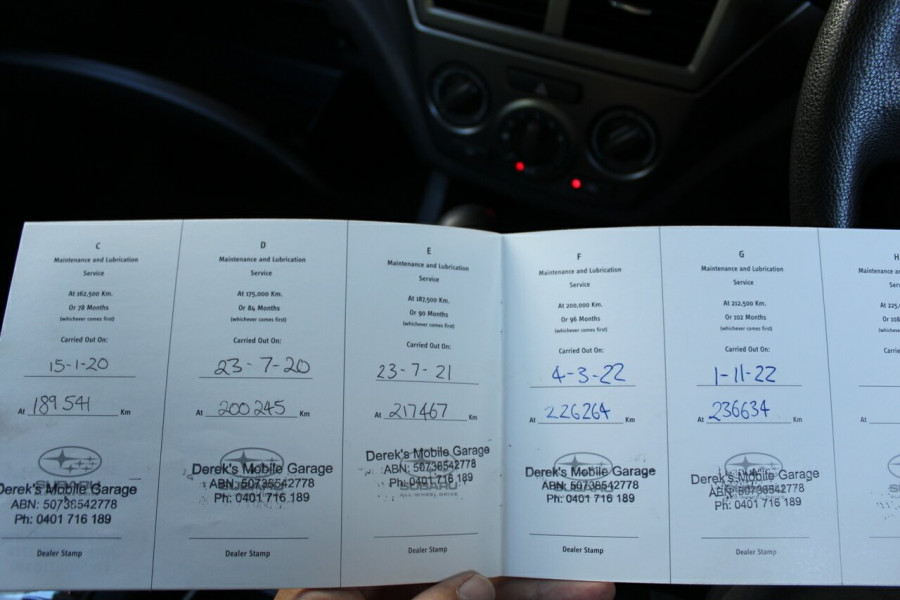 C
Maintenance and Lubrication
Service
At 162,500 Km.
Or 78 Months
(whichever comes first)
Carried Out On:
15-1-20
At 189541 Km
SUBARU
Derek's Mobile Garage
ABN: 50738542778
Ph: 0401 716 189
Dealer Stamp
D
Maintenance and Lubrication
Service
At 175,000 Km.
Or 84 Months
(whichever comes first)
Carried Out On:
23-7-20
At 200245 Km
Derek's Mobile Garage
ABN: 50738542778
Ph: 0401 716 189
Dealer Stamp
E
Maintenance and Lubrication
Service
At 187,500 Km.
Or 90 Months
(whichever comes first)
Carried Out On:
23-7-21
At 217467 Km
Derek's Mobile Garage
ABN: 50738542778
Ph: 0401 716 189
SUBARU
ALL-WHEEL DRIVE
Dealer Stamp
F
Maintenance and Lubrication
Service
At 200,000 Km.
Or 96 Months
(whichever comes first)
Carried Out On:
4-3-22
At 226264 Km
Derek's Mobile Garage
ABN: 50738542778
Ph: 0401 716 189
Dealer Stamp
G
Maintenance and Lubrication
Service
At 212,500 Km.
Or 102 Months
(whichever comes first)
Carried Out On:
1-11-22
At 236634 Km
Derek's Mobile Garage
ABN: 50738542778
Ph: 0401 716 189
Dealer Stamp
H
At